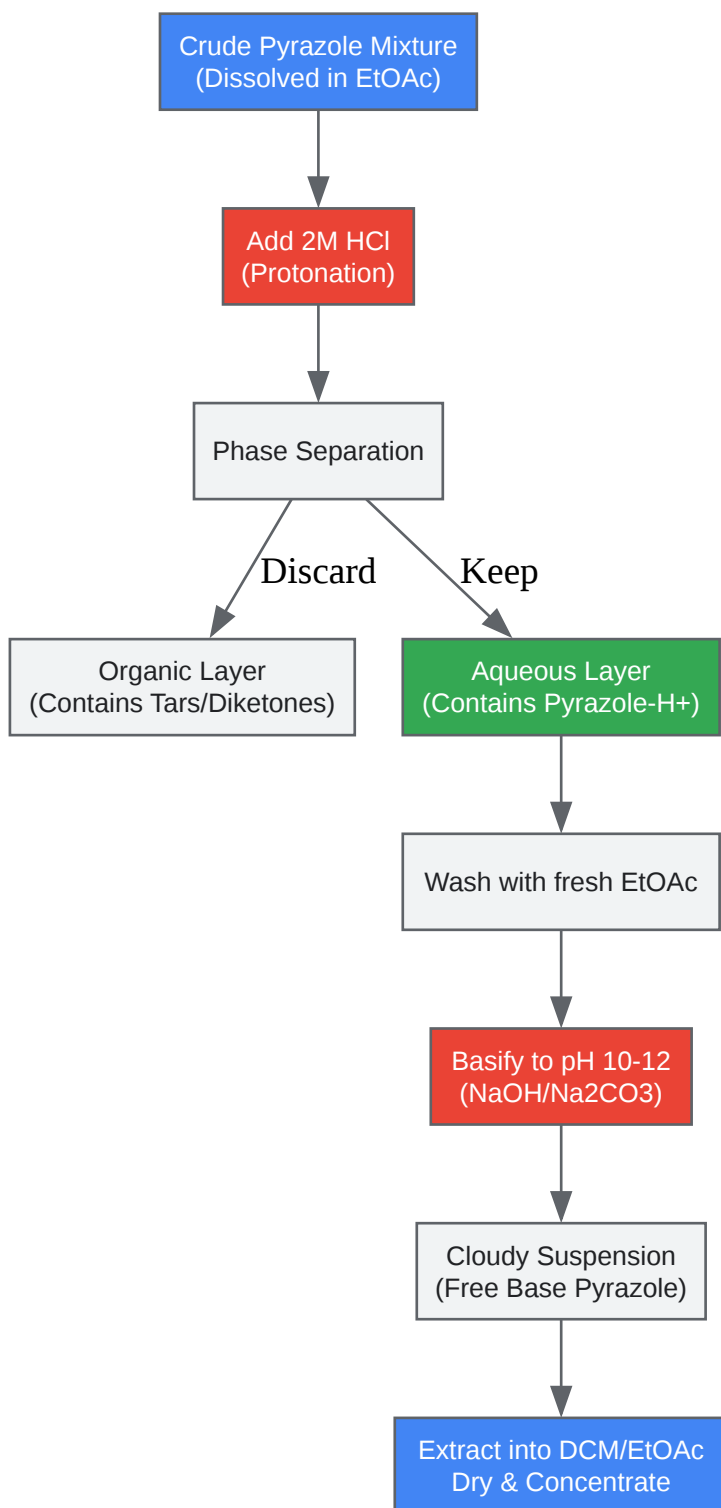 Crude Pyrazole Mixture
(Dissolved in EtOAc)
Add 2M HCl
(Protonation)
Phase Separation
Discard
Keep
Organic Layer
(Contains Tars/Diketones)
Aqueous Layer
(Contains Pyrazole-H+)
Wash with fresh EtOAc
Basify to pH 10-12
(NaOH/Na2CO3)
Cloudy Suspension
(Free Base Pyrazole)
Extract into DCM/EtOAc
Dry & Concentrate